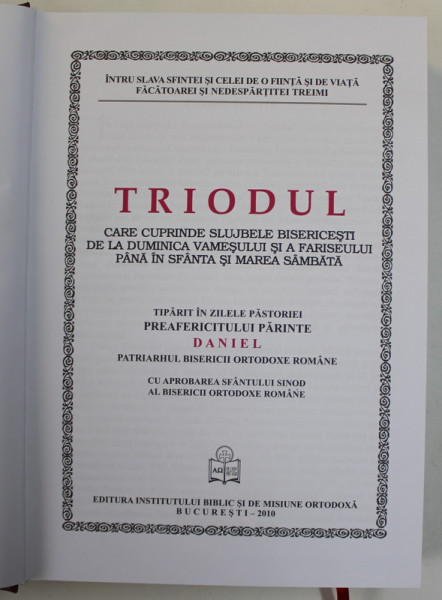 ÎNTRU SLAVA SFINTEI ȘI CELEI DE O FIINȚĂ ȘI DE VIAȚĂ
FĂCĂTOAREI ȘI NEDESPĂRȚITEI TREIMI
TRIODUL
CARE CUPRINDE SLUJBELE BISERICEȘTI
DE LA DUMINICA VAMEȘULUI ȘI A FARISEULUI
PÂNĂ ÎN SFÂNTA ȘI MAREA SÂMBĂTĂ
TIPĂRIT ÎN ZILELE PĂSTORIEI
PREAFERICITULUI PĂRINTE
DANIEL
PATRIARHUL BISERICII ORTODOXE ROMÂNE
CU APROBAREA SFÂNTULUI SINOD
AL BISERICII ORTODOXE ROMÂNE
ΑΩ
EDITURA INSTITUTULUI BIBLIC ȘI DE MISIUNE ORTODOXĂ
BUCUREȘTI – 2010